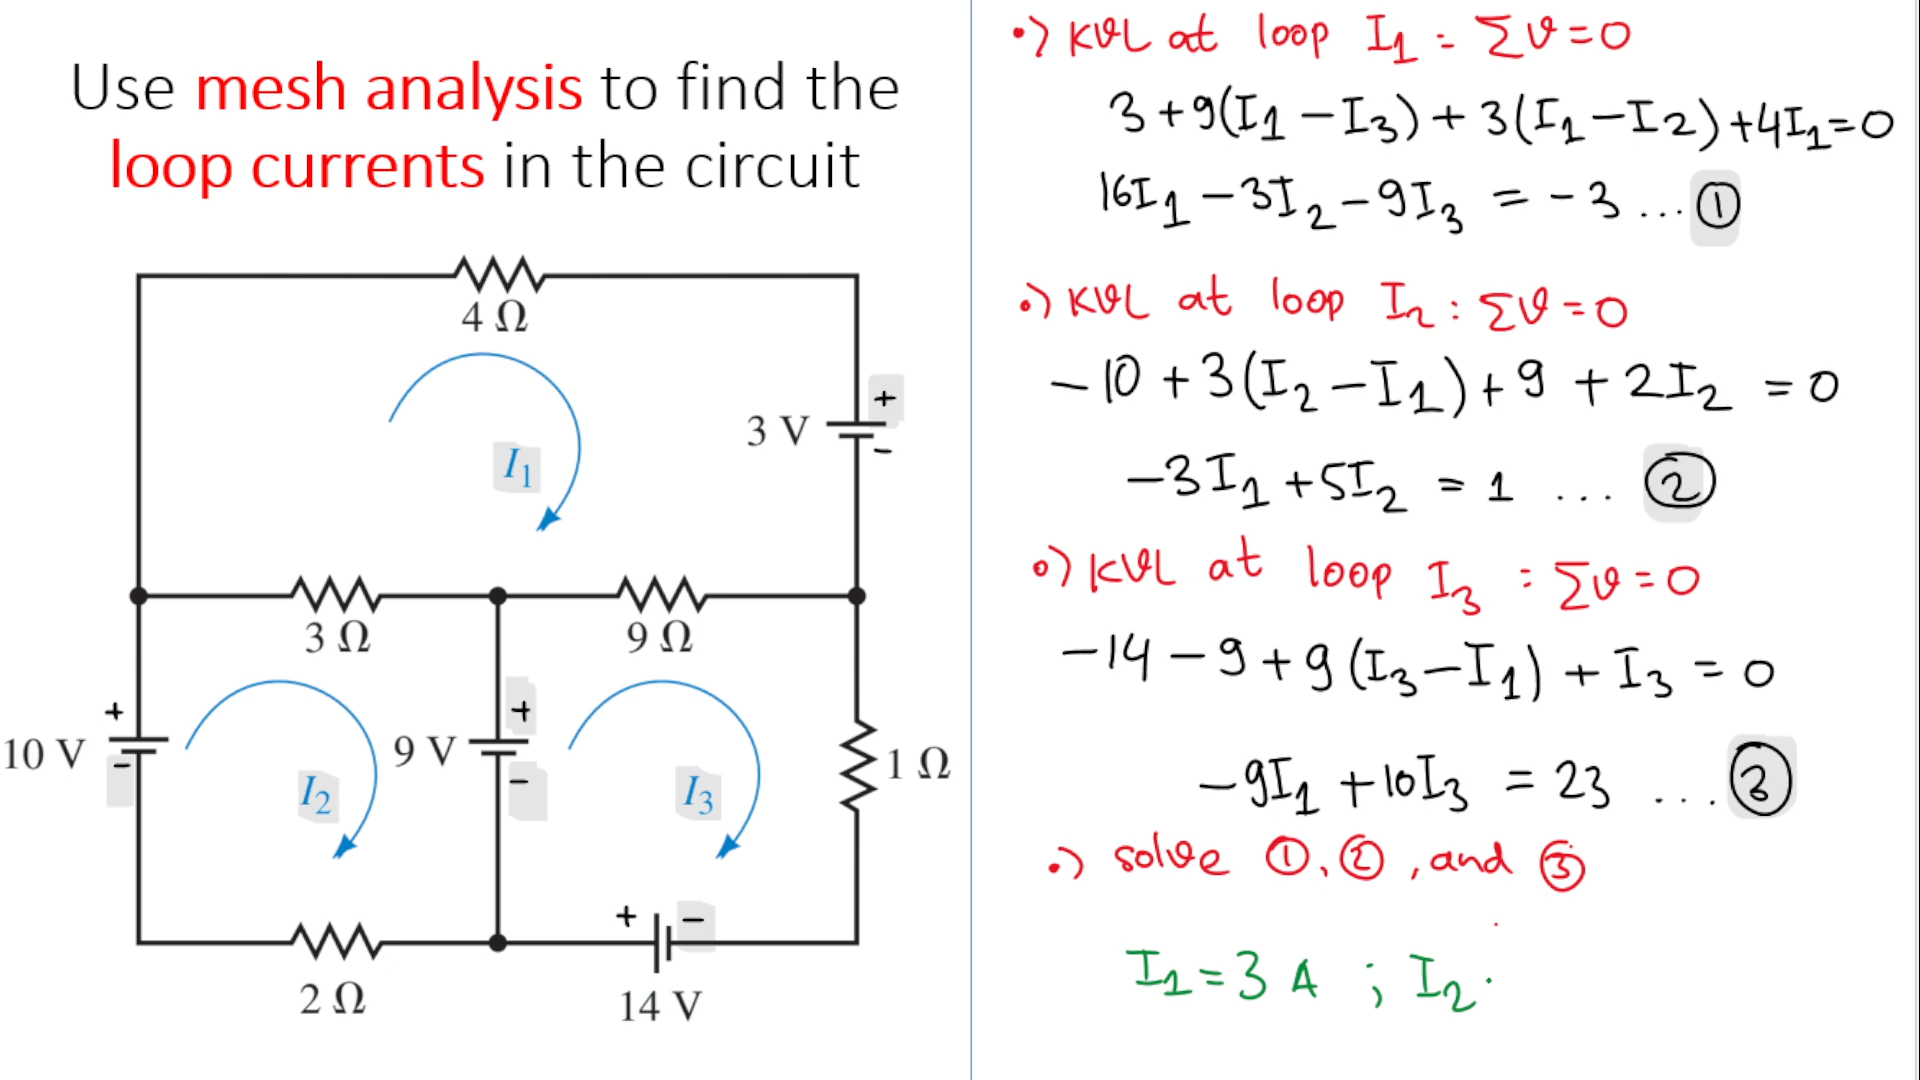 Use mesh analysis to find the
loop currents in the circuit
4 Ω
+
3 V
-
I1
3 Ω
9 Ω
+
10 V
-
+
9 V
-
1 Ω
I2
I3
+ -
2 Ω
14 V
•) KVL at loop I1 : ΣV=0
3 + 9(I1 - I3) + 3(I1 - I2) + 4I1 = 0
16I1 - 3I2 - 9I3 = -3 ... ①
•) KVL at loop I2 : ΣV=0
-10 + 3(I2 - I1) + 9 + 2I2 = 0
-3I1 + 5I2 = 1 ... ②
•) KVL at loop I3 : ΣV=0
-14 - 9 + 9(I3 - I1) + I3 = 0
-9I1 + 10I3 = 23 ... ③
•) solve ①, ②, and ③
I1 = 3 A ; I2